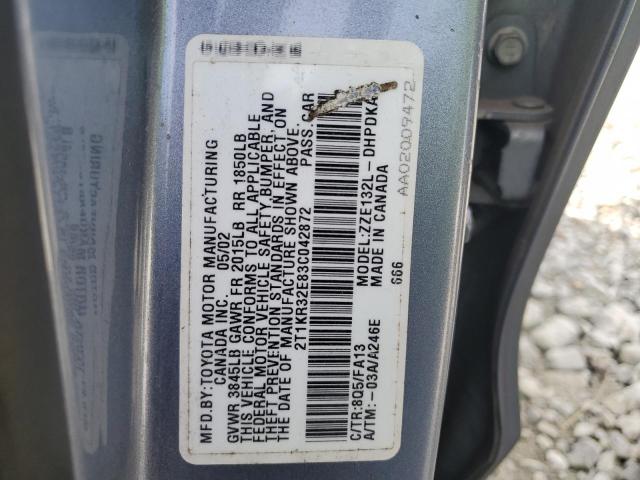 MFD.BY:TOYOTA MOTOR MANUFACTURING
CANADA INC. 05/02
GVWR 3845LB GAWR FR 2015LB RR 1850LB
THIS VEHICLE CONFORMS TO ALL APPLICABLE
FEDERAL MOTOR VEHICLE SAFETY, BUMPER, AND
THEFT PREVENTION STANDARDS IN EFFECT ON
THE DATE OF MANUFACTURE SHOWN ABOVE.
2T1KR32E83C042872 PASS. CAR
C/TR:8Q5/FA13 MODEL:ZZE132L-DHPDKA
A/TM:-03A/A246E MADE IN CANADA
666
AA02009472